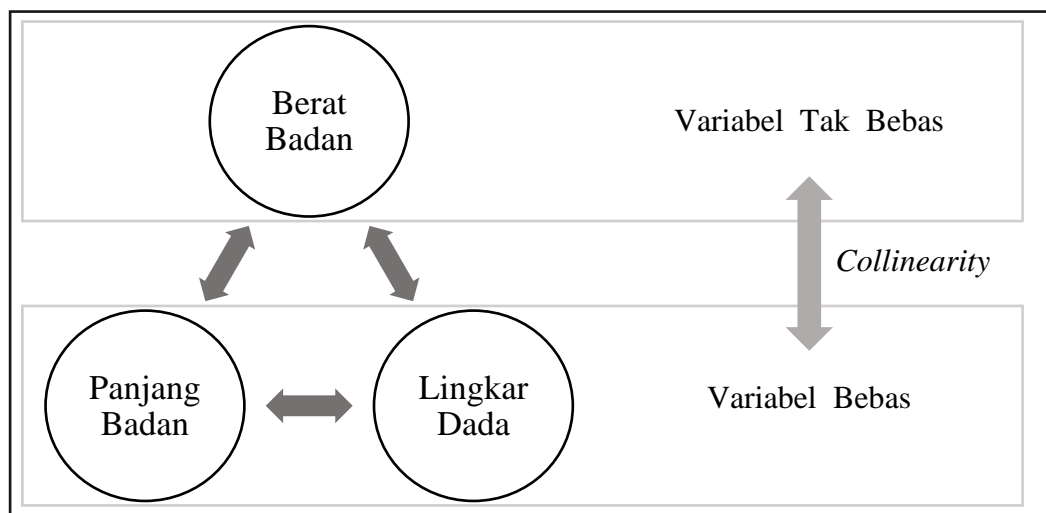 Berat
Badan
Variabel Tak Bebas
Collinearity
Panjang
Badan
Lingkar
Dada
Variabel Bebas